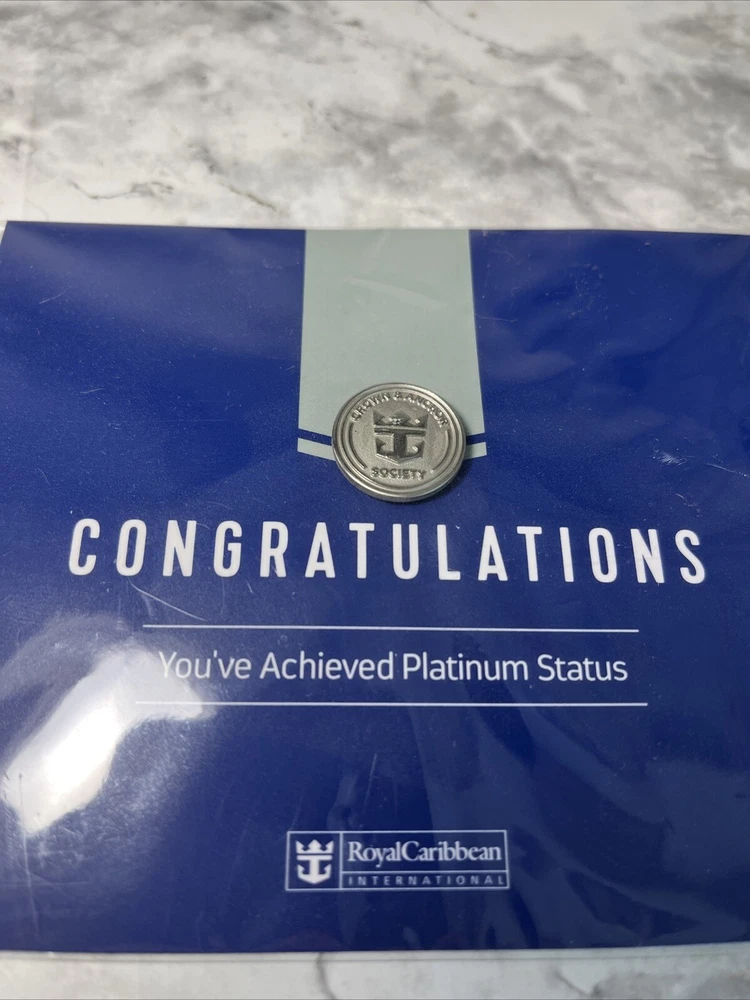 CROWN & ANCHOR
SOCIETY
CONGRATULATIONS
You've Achieved Platinum Status
RoyalCaribbean
INTERNATIONAL